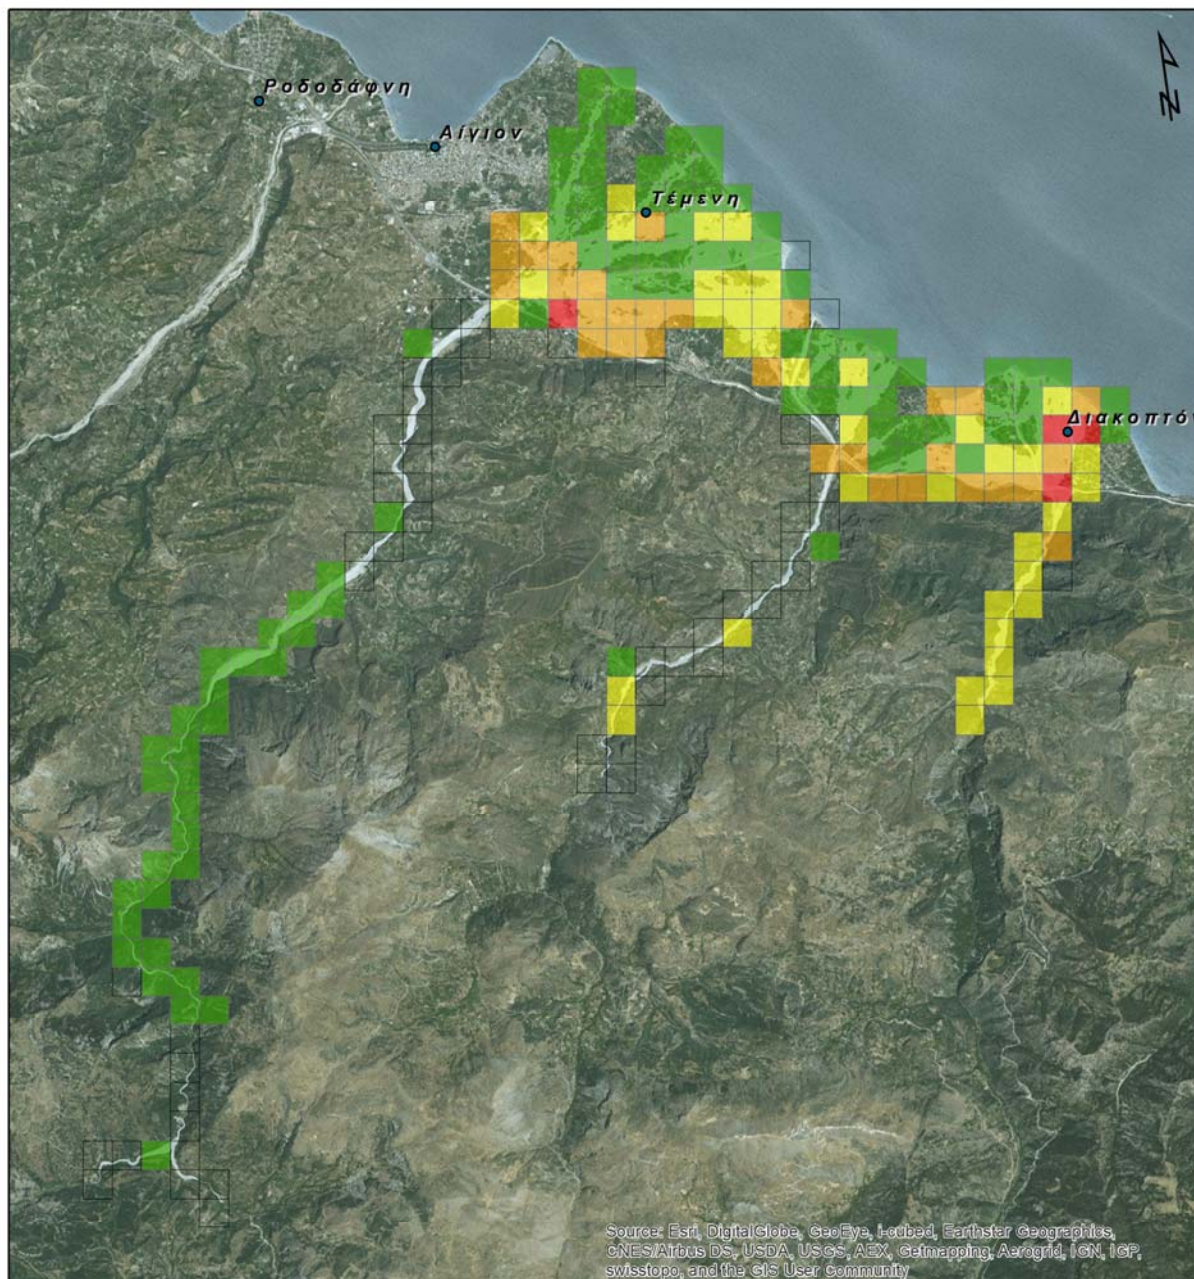 Ροδοδάφνη
Αίγιον
Τέμενη
Διακοπτόν
Source: Esri, DigitalGlobe, GeoEye, i-cubed, Earthstar Geographics,
CNES/Airbus DS, USDA, USGS, AEX, Getmapping, Aerogrid, IGN, IGP,
swisstopo, and the GIS User Community